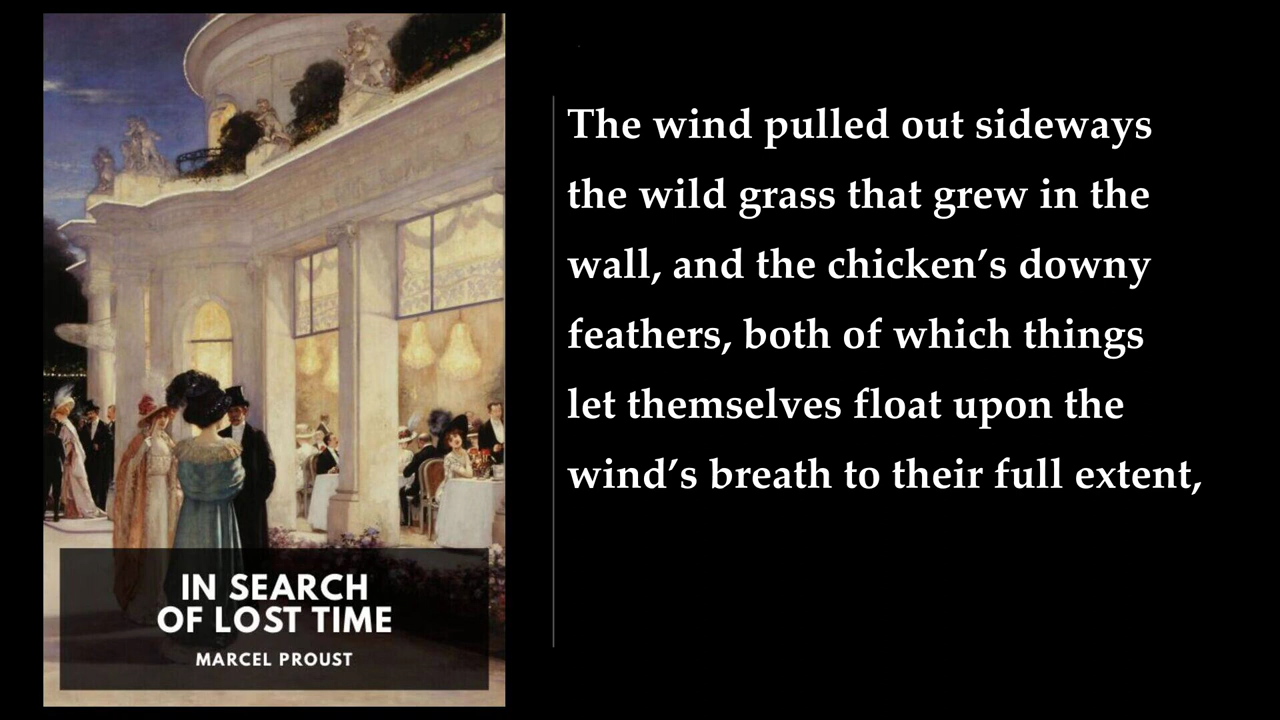 The wind pulled out sideways
the wild grass that grew in the
wall, and the chicken’s downy
feathers, both of which things
let themselves float upon the
wind’s breath to their full extent,
IN SEARCH
OF LOST TIME
MARCEL PROUST